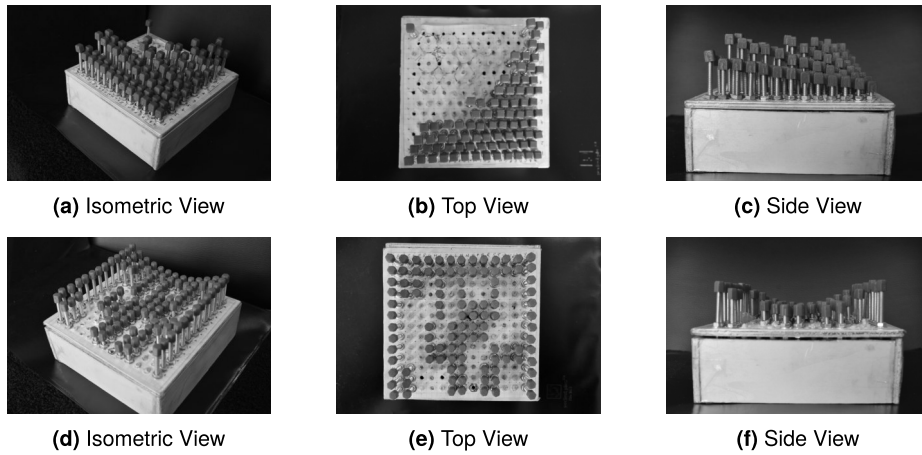 (a) Isometric View
(b) Top View
(c) Side View
(d) Isometric View
(e) Top View
(f) Side View